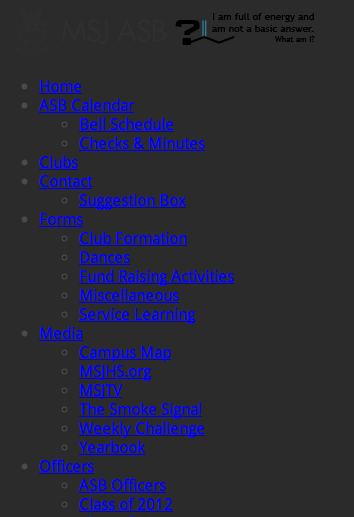 MSJ ASB
I am full of energy and
am not a basic answer.
What am I?
Home
ASB Calendar
Bell Schedule
Checks & Minutes
Clubs
Contact
Suggestion Box
Forms
Club Formation
Dances
Fund Raising Activities
Miscellaneous
Service Learning
Media
Campus Map
MSJHS.org
MSJTV
The Smoke Signal
Weekly Challenge
Yearbook
Officers
ASB Officers
Class of 2012